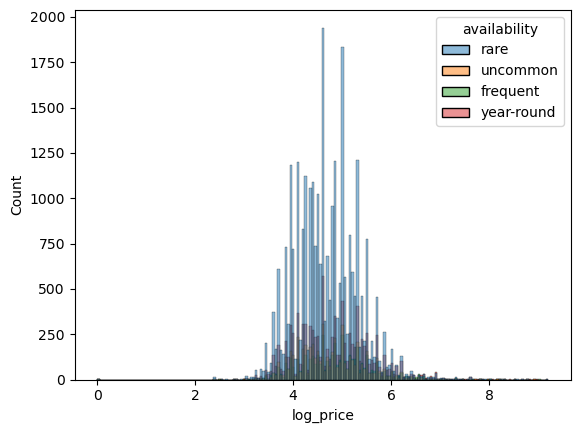 2000
1750
1500
1250
1000
750
500
250
0
Count
0 2 4 6 8
log_price
availability
rare
uncommon
frequent
year-round